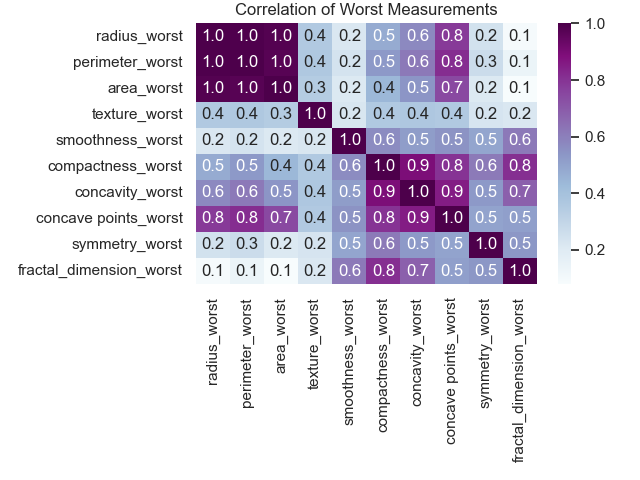 Correlation of Worst Measurements
radius_worst 1.0 1.0 1.0 0.4 0.2 0.5 0.6 0.8 0.2 0.1
perimeter_worst 1.0 1.0 1.0 0.4 0.2 0.5 0.6 0.8 0.3 0.1
area_worst 1.0 1.0 1.0 0.3 0.2 0.4 0.5 0.7 0.2 0.1
texture_worst 0.4 0.4 0.3 1.0 0.2 0.4 0.4 0.4 0.2 0.2
smoothness_worst 0.2 0.2 0.2 0.2 1.0 0.6 0.5 0.5 0.5 0.6
compactness_worst 0.5 0.5 0.4 0.4 0.6 1.0 0.9 0.8 0.6 0.8
concavity_worst 0.6 0.6 0.5 0.4 0.5 0.9 1.0 0.9 0.5 0.7
concave points_worst 0.8 0.8 0.7 0.4 0.5 0.8 0.9 1.0 0.5 0.5
symmetry_worst 0.2 0.3 0.2 0.2 0.5 0.6 0.5 0.5 1.0 0.5
fractal_dimension_worst 0.1 0.1 0.1 0.2 0.6 0.8 0.7 0.5 0.5 1.0
radius_worst
perimeter_worst
area_worst
texture_worst
smoothness_worst
compactness_worst
concavity_worst
concave points_worst
symmetry_worst
fractal_dimension_worst
1.0
0.8
0.6
0.4
0.2